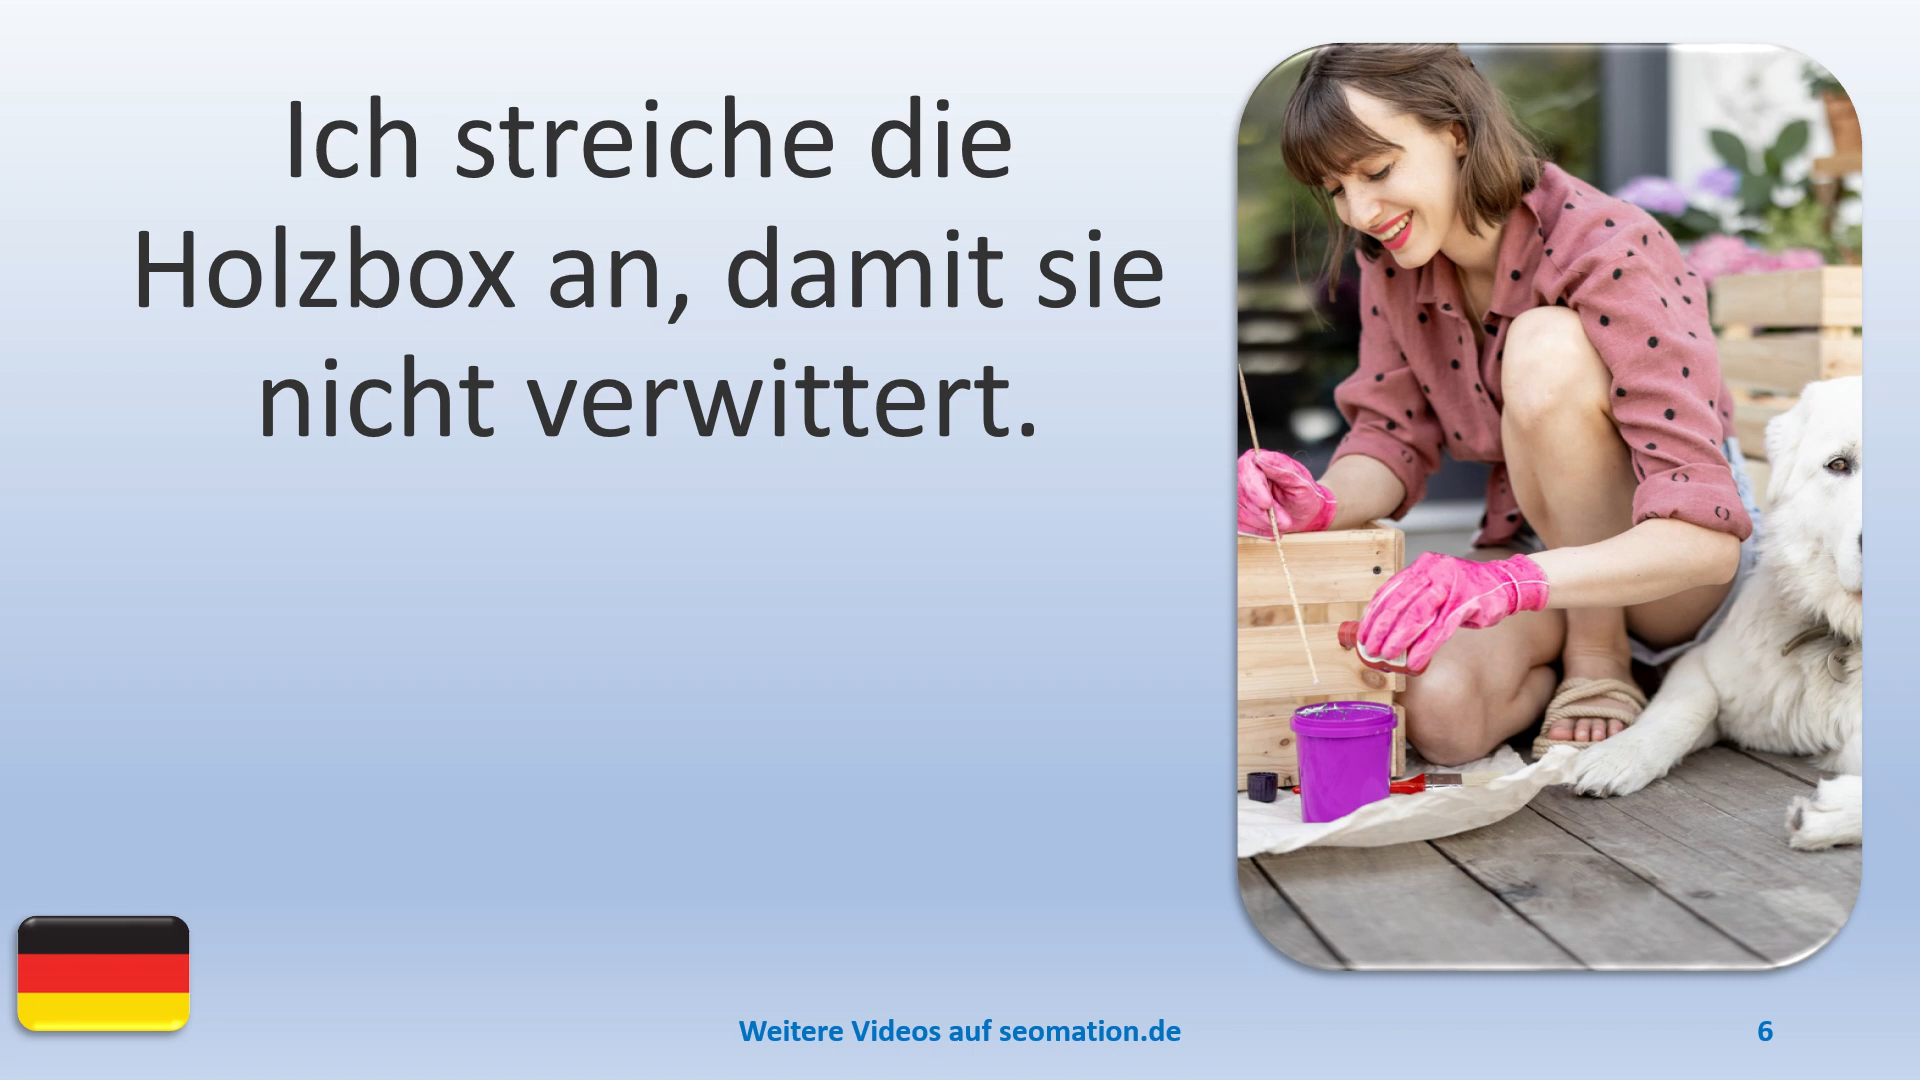 Ich streiche die
Holzbox an, damit sie
nicht verwittert.
Weitere Videos auf seomation.de
6